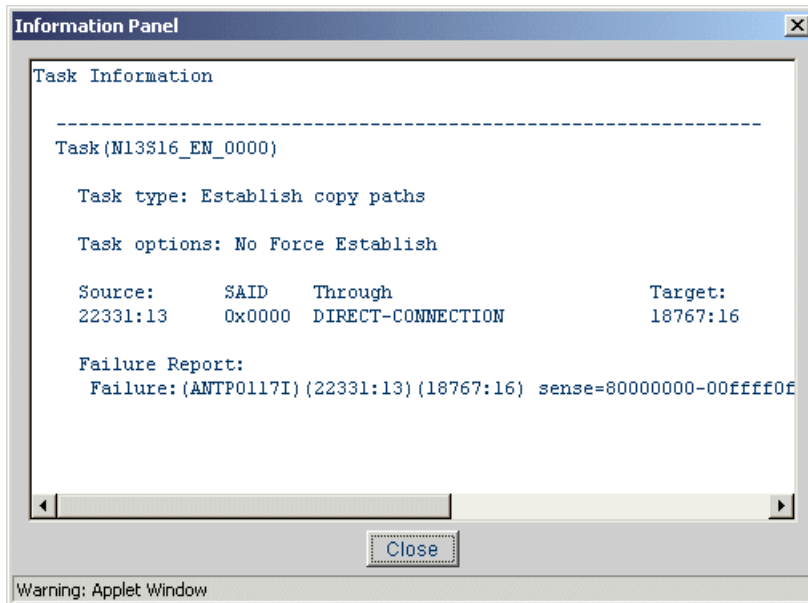 Information Panel
Task Information
---------------------------------------------------------------
Task(N13S16_EN_0000)
Task type: Establish copy paths
Task options: No Force Establish
Source: SAID Through Target:
22331:13 0x0000 DIRECT-CONNECTION 18767:16
Failure Report:
Failure:(ANTP0117I)(22331:13)(18767:16) sense=80000000-00ffff0f
Close
Warning: Applet Window